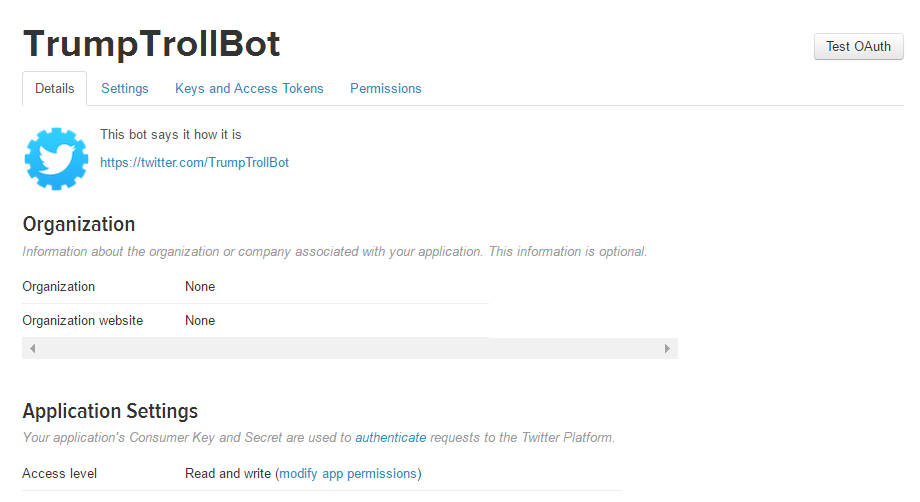 TrumpTrollBot
Test OAuth
Details Settings Keys and Access Tokens Permissions
This bot says it how it is
https://twitter.com/TrumpTrollBot
Organization
Information about the organization or company associated with your application. This information is optional.
Organization None
Organization website None
Application Settings
Your application's Consumer Key and Secret are used to authenticate requests to the Twitter Platform.
Access level Read and write (modify app permissions)